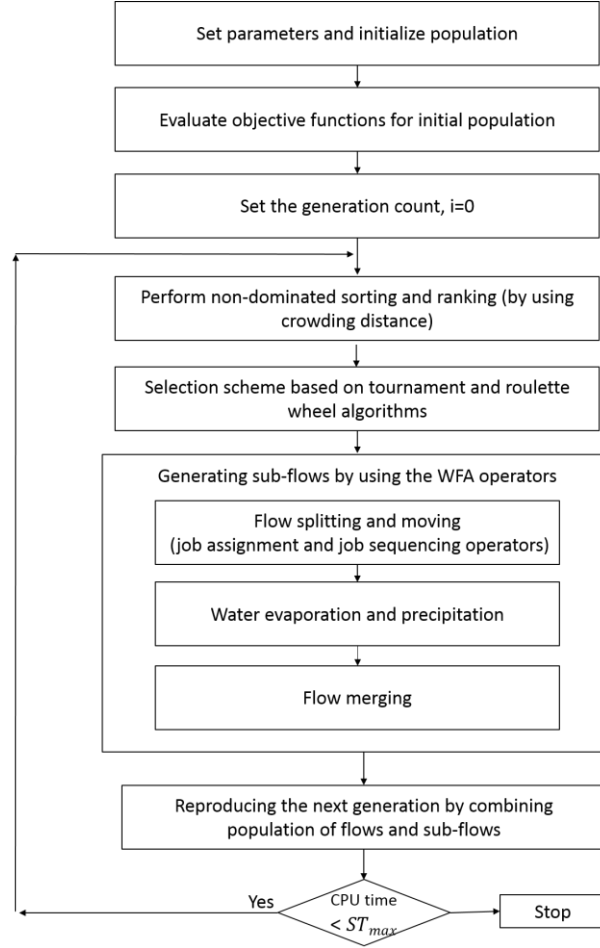 Set parameters and initialize population
Evaluate objective functions for initial population
Set the generation count, i=0
Perform non-dominated sorting and ranking (by using
crowding distance)
Selection scheme based on tournament and roulette
wheel algorithms
Generating sub-flows by using the WFA operators
Flow splitting and moving
(job assignment and job sequencing operators)
Water evaporation and precipitation
Flow merging
Reproducing the next generation by combining
population of flows and sub-flows
Yes
CPU time
< ST_max
Stop